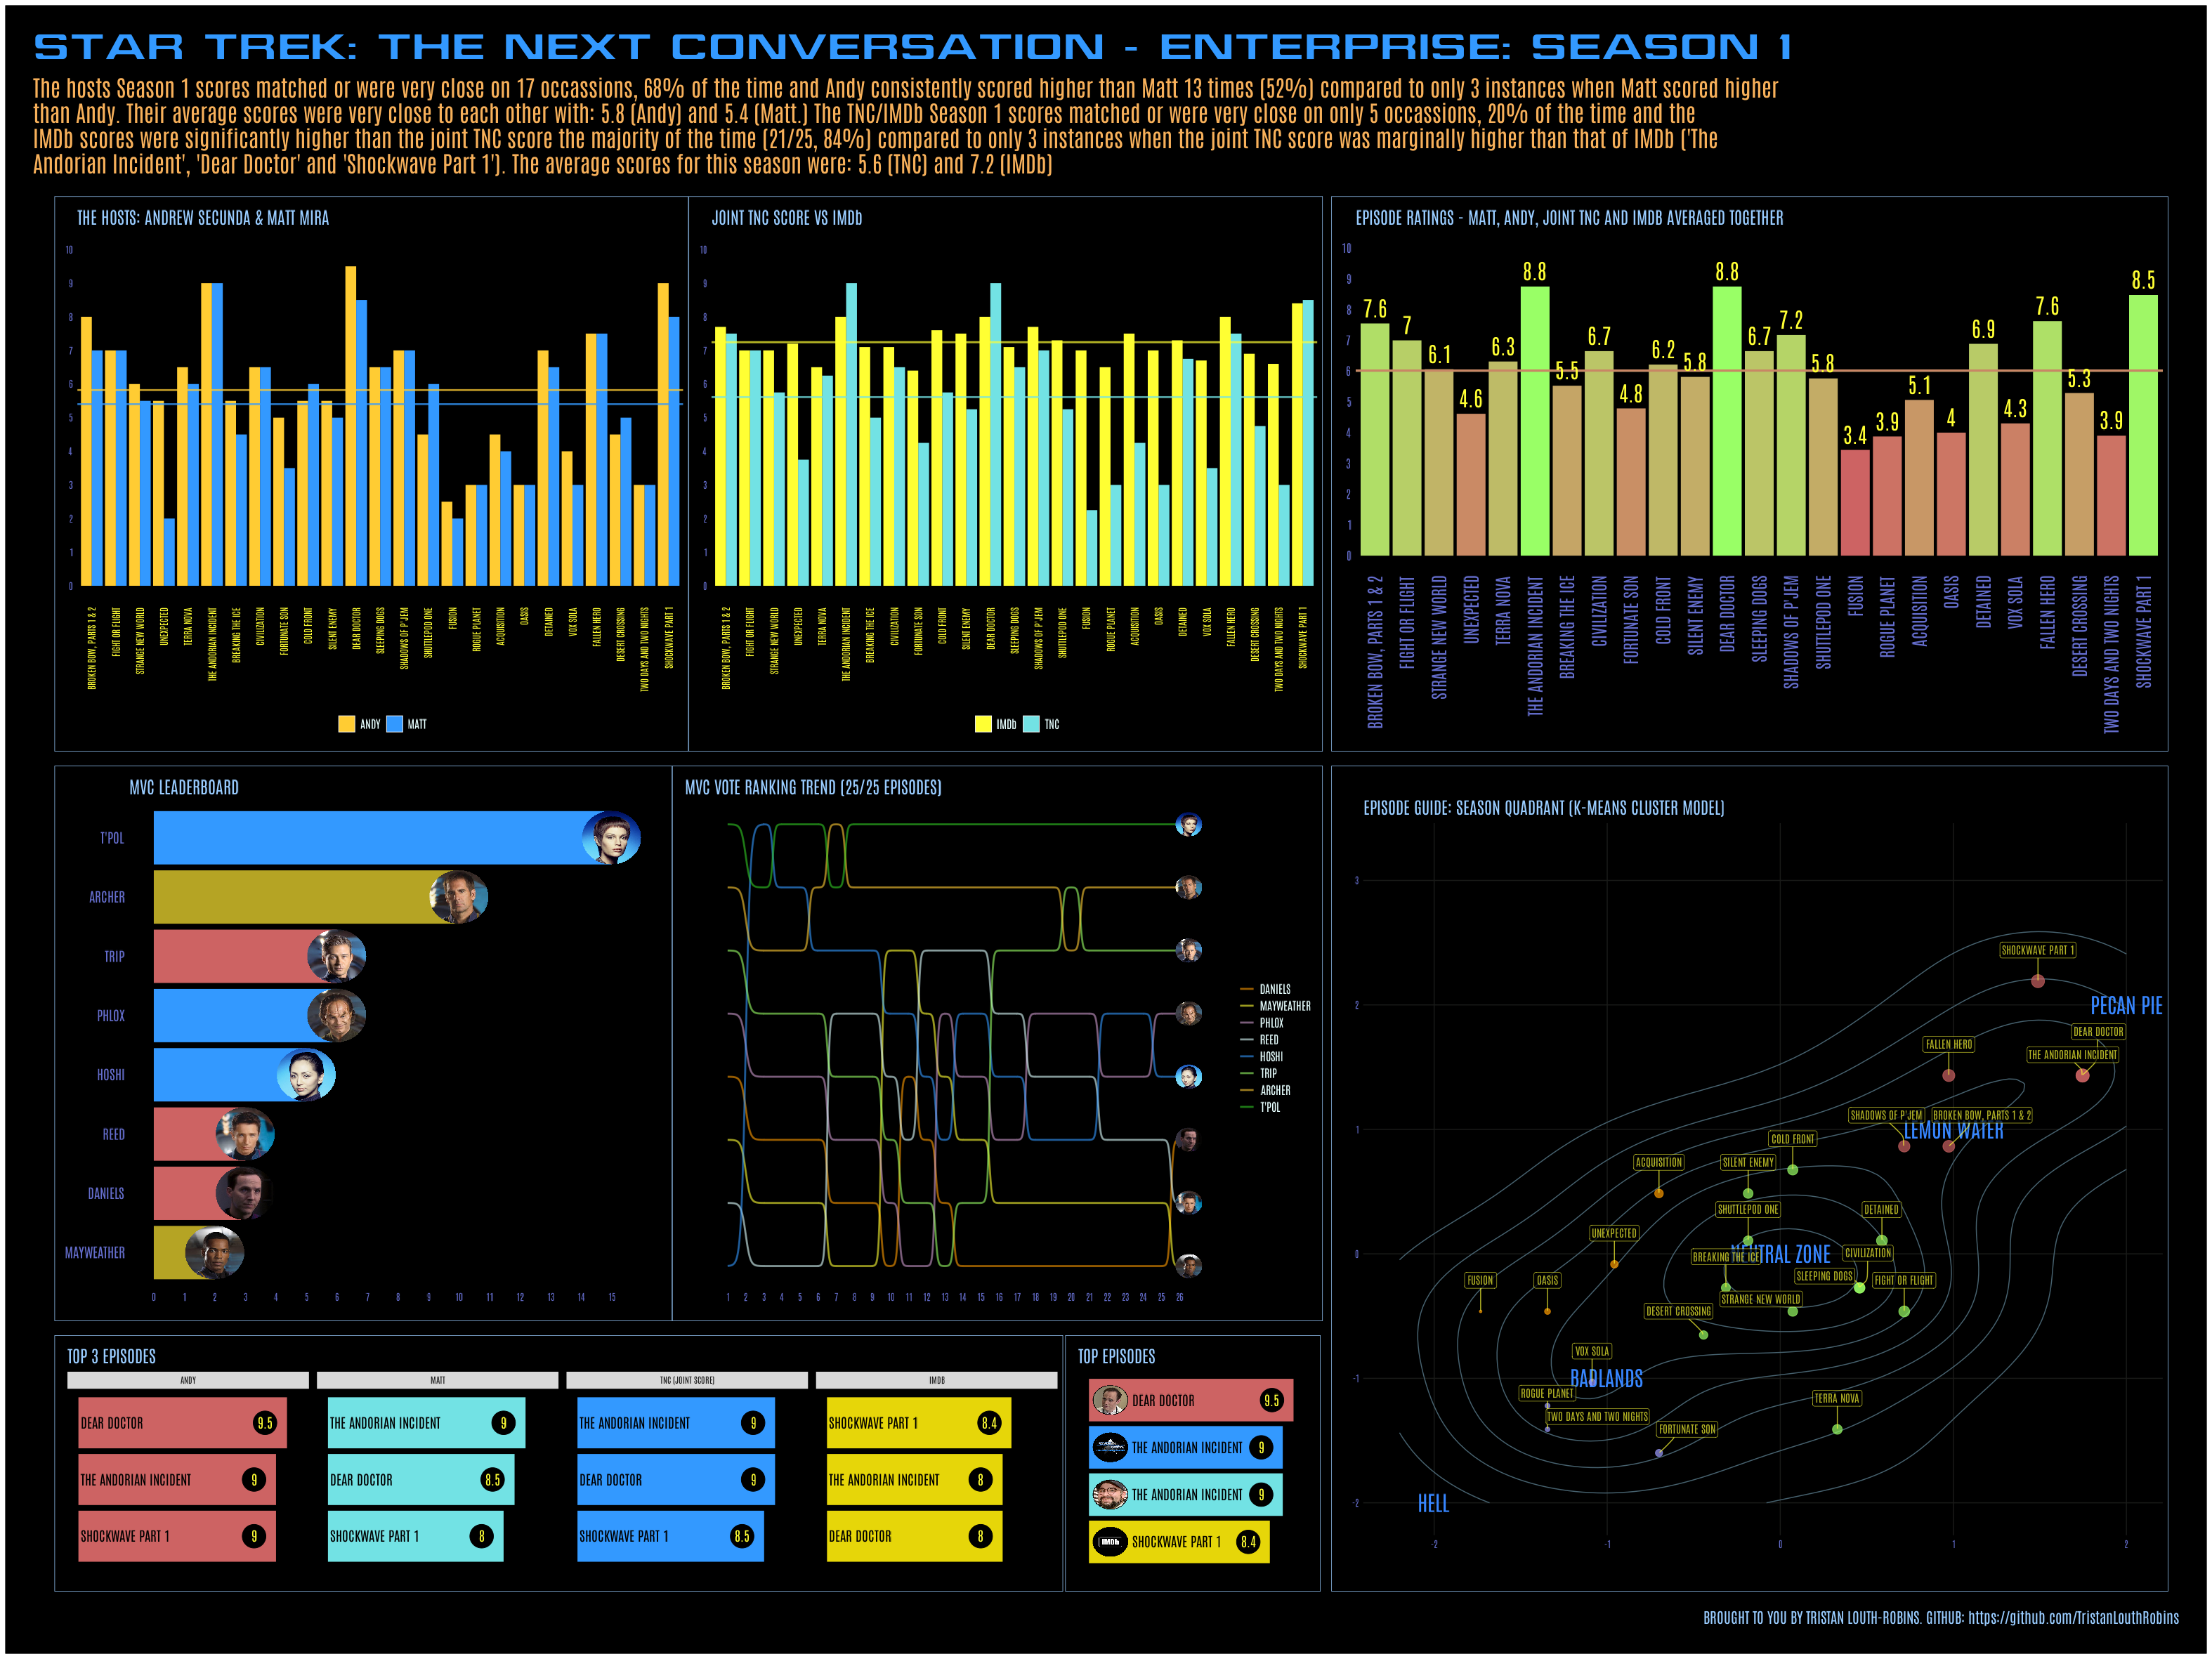 STAR TREK: THE NEXT CONVERSATION - ENTERPRISE: SEASON 1
The hosts Season 1 scores matched or were very close on 17 occassions, 68% of the time and Andy consistently scored higher than Matt 13 times (52%) compared to only 3 instances when Matt scored higher
than Andy. Their average scores were very close to each other with: 5.8 (Andy) and 5.4 (Matt.) The TNC/IMDb Season 1 scores matched or were very close on only 5 occassions, 20% of the time and the
IMDb scores were significantly higher than the joint TNC score the majority of the time (21/25, 84%) compared to only 3 instances when the joint TNC score was marginally higher than that of IMDb ('The
Andorian Incident', 'Dear Doctor' and 'Shockwave Part 1'). The average scores for this season were: 5.6 (TNC) and 7.2 (IMDb)
THE HOSTS: ANDREW SECUNDA & MATT MIRA
10
9
8
7
6
5
4
3
2
1
0
BROKEN BOW, PARTS 1 & 2
FIGHT OR FLIGHT
STRANGE NEW WORLD
UNEXPECTED
TERRA NOVA
THE ANDORIAN INCIDENT
BREAKING THE ICE
CIVILIZATION
FORTUNATE SON
COLD FRONT
SILENT ENEMY
DEAR DOCTOR
SLEEPING DOGS
SHADOWS OF P'JEM
SHUTTLEPOD ONE
FUSION
ROGUE PLANET
ACQUISITION
OASIS
DETAINED
VOX SOLA
FALLEN HERO
DESERT CROSSING
TWO DAYS AND TWO NIGHTS
SHOCKWAVE PART 1
ANDY
MATT
JOINT TNC SCORE VS IMDb
10
9
8
7
6
5
4
3
2
1
0
BROKEN BOW, PARTS 1 & 2
FIGHT OR FLIGHT
STRANGE NEW WORLD
UNEXPECTED
TERRA NOVA
THE ANDORIAN INCIDENT
BREAKING THE ICE
CIVILIZATION
FORTUNATE SON
COLD FRONT
SILENT ENEMY
DEAR DOCTOR
SLEEPING DOGS
SHADOWS OF P'JEM
SHUTTLEPOD ONE
FUSION
ROGUE PLANET
ACQUISITION
OASIS
DETAINED
VOX SOLA
FALLEN HERO
DESERT CROSSING
TWO DAYS AND TWO NIGHTS
SHOCKWAVE PART 1
IMDb
TNC
EPISODE RATINGS - MATT, ANDY, JOINT TNC AND IMDB AVERAGED TOGETHER
10
9
8
7
6
5
4
3
2
1
0
7.6
7
6.1
4.6
6.3
8.8
5.5
6.7
4.8
6.2
5.8
8.8
6.7
7.2
5.8
3.4
3.9
5.1
4
6.9
4.3
7.6
5.3
3.9
8.5
BROKEN BOW, PARTS 1 & 2
FIGHT OR FLIGHT
STRANGE NEW WORLD
UNEXPECTED
TERRA NOVA
THE ANDORIAN INCIDENT
BREAKING THE ICE
CIVILIZATION
FORTUNATE SON
COLD FRONT
SILENT ENEMY
DEAR DOCTOR
SLEEPING DOGS
SHADOWS OF P'JEM
SHUTTLEPOD ONE
FUSION
ROGUE PLANET
ACQUISITION
OASIS
DETAINED
VOX SOLA
FALLEN HERO
DESERT CROSSING
TWO DAYS AND TWO NIGHTS
SHOCKWAVE PART 1
MVC LEADERBOARD
T'POL
ARCHER
TRIP
PHLOX
HOSHI
REED
DANIELS
MAYWEATHER
0 1 2 3 4 5 6 7 8 9 10 11 12 13 14 15
MVC VOTE RANKING TREND (25/25 EPISODES)
DANIELS
MAYWEATHER
PHLOX
REED
HOSHI
TRIP
ARCHER
T'POL
1 2 3 4 5 6 7 8 9 10 11 12 13 14 15 16 17 18 19 20 21 22 23 24 25 26
EPISODE GUIDE: SEASON QUADRANT (K-MEANS CLUSTER MODEL)
3
2
1
0
-1
-2
SHOCKWAVE PART 1
PECAN PIE
DEAR DOCTOR
FALLEN HERO
THE ANDORIAN INCIDENT
SHADOWS OF P'JEM
BROKEN BOW, PARTS 1 & 2
LEMON WATER
COLD FRONT
ACQUISITION
SILENT ENEMY
SHUTTLEPOD ONE
DETAINED
UNEXPECTED
NEUTRAL ZONE
BREAKING THE ICE
CIVILIZATION
SLEEPING DOGS
FUSION
OASIS
FIGHT OR FLIGHT
STRANGE NEW WORLD
DESERT CROSSING
VOX SOLA
BADLANDS
ROGUE PLANET
TERRA NOVA
TWO DAYS AND TWO NIGHTS
FORTUNATE SON
HELL
-2 -1 0 1 2
TOP 3 EPISODES
ANDY
DEAR DOCTOR 9.5
THE ANDORIAN INCIDENT 9
SHOCKWAVE PART 1 9
MATT
THE ANDORIAN INCIDENT 9
DEAR DOCTOR 8.5
SHOCKWAVE PART 1 8
TNC (JOINT SCORE)
THE ANDORIAN INCIDENT 9
DEAR DOCTOR 9
SHOCKWAVE PART 1 8.5
IMDB
SHOCKWAVE PART 1 8.4
THE ANDORIAN INCIDENT 8
DEAR DOCTOR 8
TOP EPISODES
DEAR DOCTOR 9.5
THE ANDORIAN INCIDENT 9
THE ANDORIAN INCIDENT 9
IMDb SHOCKWAVE PART 1 8.4
BROUGHT TO YOU BY TRISTAN LOUTH-ROBINS. GITHUB: https://github.com/TristanLouthRobins